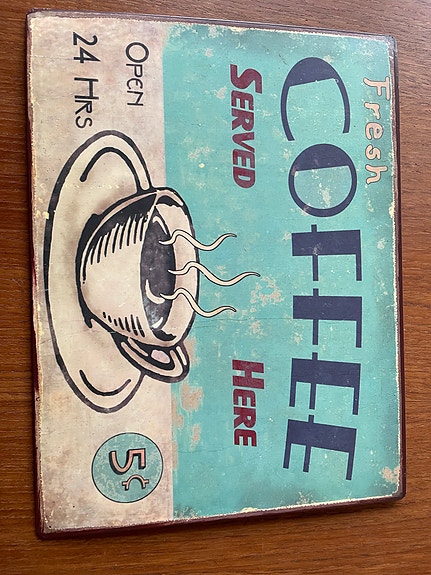 Fresh
COFFEE
SERVED HERE
OPEN
24 HRS
5¢